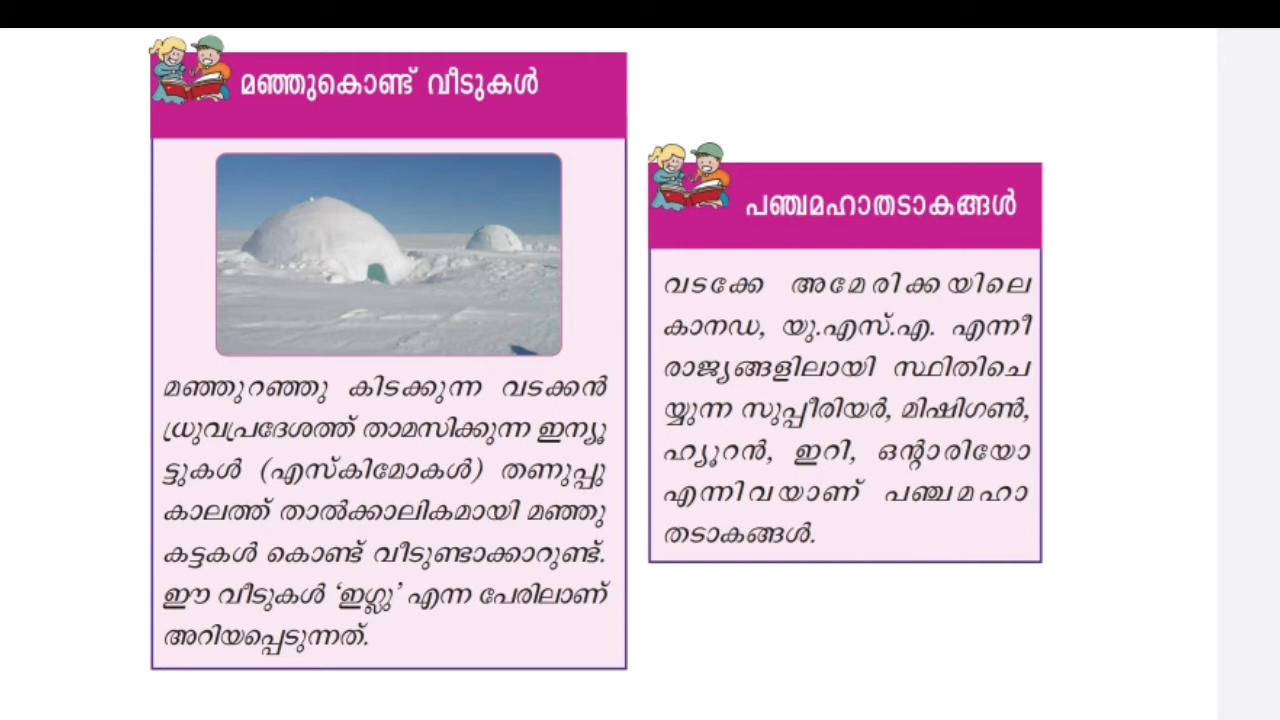 മഞ്ഞുകൊണ്ട് വീടുകൾ
മഞ്ഞുറഞ്ഞു കിടക്കുന്ന വടക്കൻ
ധ്രുവപ്രദേശത്ത് താമസിക്കുന്ന ഇന്യൂ
ട്ടുകൾ (എസ്കിമോകൾ) തണുപ്പു
കാലത്ത് താൽക്കാലികമായി മഞ്ഞു
കട്ടകൾ കൊണ്ട് വീടുണ്ടാക്കാറുണ്ട്.
ഈ വീടുകൾ ‘ഇഗ്ലു’ എന്ന പേരിലാണ്
അറിയപ്പെടുന്നത്.
പഞ്ചമഹാതടാകങ്ങൾ
വടക്കേ അമേരിക്കയിലെ
കാനഡ, യു.എസ്.എ. എന്നീ
രാജ്യങ്ങളിലായി സ്ഥിതിചെ
യ്യുന്ന സുപ്പീരിയർ, മിഷിഗൺ,
ഹ്യൂറൻ, ഇറി, ഒന്റാരിയോ
എന്നിവയാണ് പഞ്ചമഹാ
തടാകങ്ങൾ.